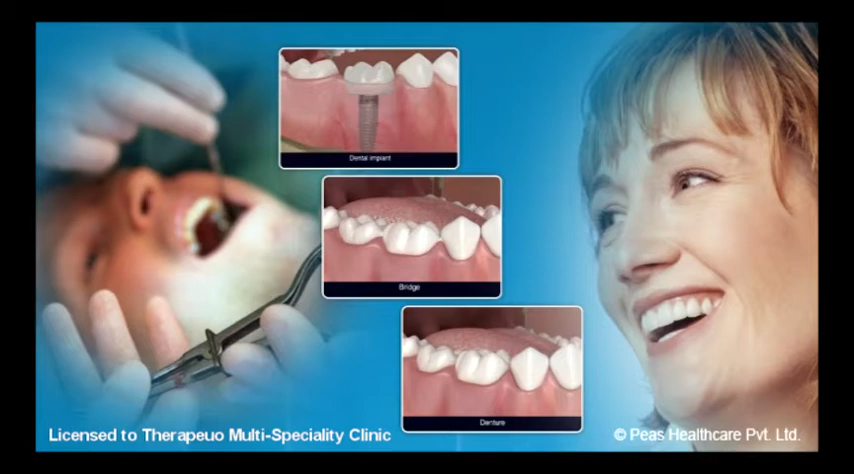 Dental implant
Bridge
Denture
Licensed to Therapeuo Multi-Speciality Clinic
© Peas Healthcare Pvt. Ltd.